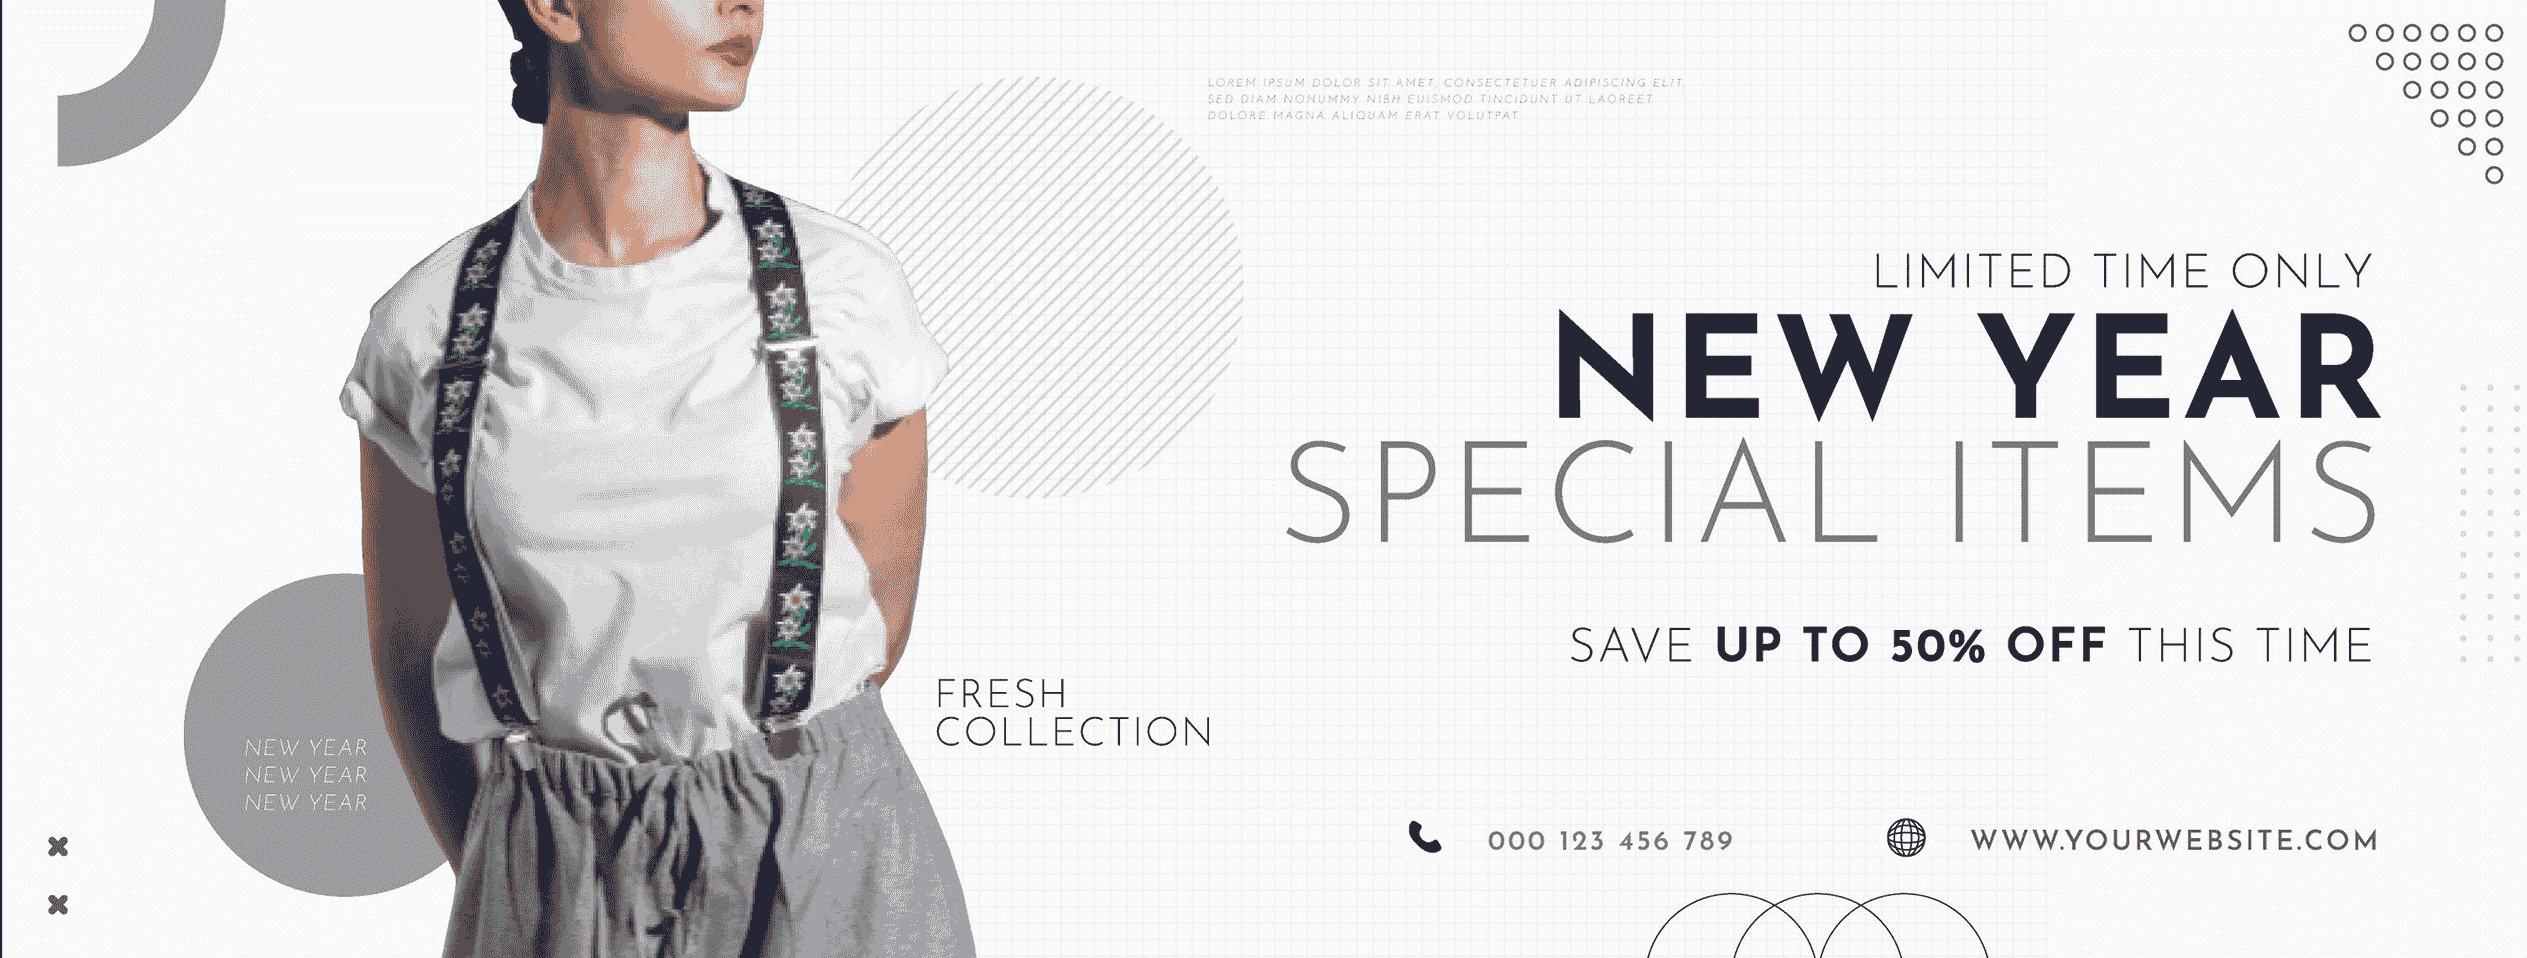 LOREM IPSUM DOLOR SIT AMET, CONSECTETUER ADIPISCING ELIT,
SED DIAM NONUMMY NIBH EUISMOD TINCIDUNT UT LAOREET
DOLORE MAGNA ALIQUAM ERAT VOLUTPAT
LIMITED TIME ONLY
NEW YEAR
SPECIAL ITEMS
SAVE UP TO 50% OFF THIS TIME
FRESH
COLLECTION
NEW YEAR
NEW YEAR
NEW YEAR
000 123 456 789
WWW.YOURWEBSITE.COM